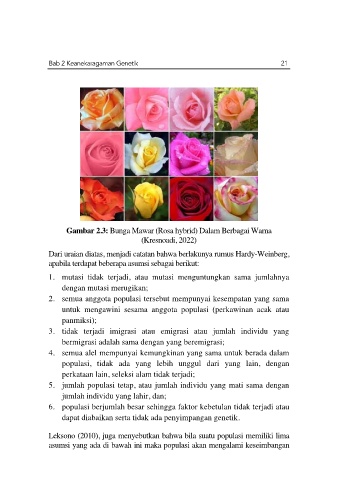 Bab 2 Keanekaragaman Genetik 21
Gambar 2.3: Bunga Mawar (Rosa hybrid) Dalam Berbagai Warna
(Kresnoadi, 2022)
Dari uraian diatas, menjadi catatan bahwa berlakunya rumus Hardy-Weinberg,
apabila terdapat beberapa asumsi sebagai berikut:
1. mutasi tidak terjadi, atau mutasi menguntungkan sama jumlahnya
dengan mutasi merugikan;
2. semua anggota populasi tersebut mempunyai kesempatan yang sama
untuk mengawini sesama anggota populasi (perkawinan acak atau
panmiksi);
3. tidak terjadi imigrasi atau emigrasi atau jumlah individu yang
bermigrasi adalah sama dengan yang beremigrasi;
4. semua alel mempunyai kemungkinan yang sama untuk berada dalam
populasi, tidak ada yang lebih unggul dari yang lain, dengan
perkataan lain, seleksi alam tidak terjadi;
5. jumlah populasi tetap, atau jumlah individu yang mati sama dengan
jumlah individu yang lahir, dan;
6. populasi berjumlah besar sehingga faktor kebetulan tidak terjadi atau
dapat diabaikan serta tidak ada penyimpangan genetik.
Leksono (2010), juga menyebutkan bahwa bila suatu populasi memiliki lima
asumsi yang ada di bawah ini maka populasi akan mengalami keseimbangan